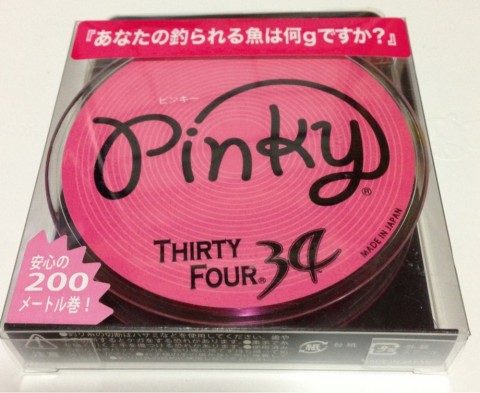 『あなたの釣られる魚は何gですか?』
ピンキー
Pinky®
THIRTY
FOUR® 34
MADE IN JAPAN
安心の
200
メートル巻!